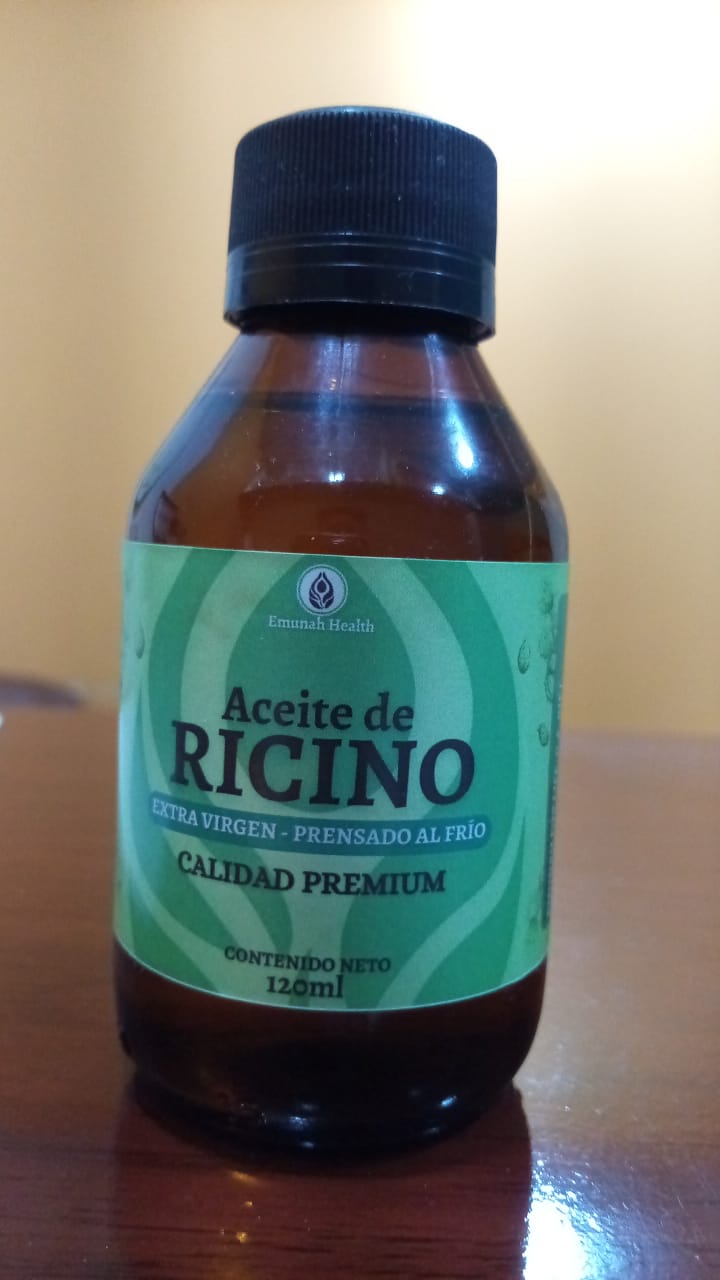 Emunah Health
Aceite de
RICINO
EXTRA VIRGEN - PRENSADO AL FRÍO
CALIDAD PREMIUM
CONTENIDO NETO
120ml